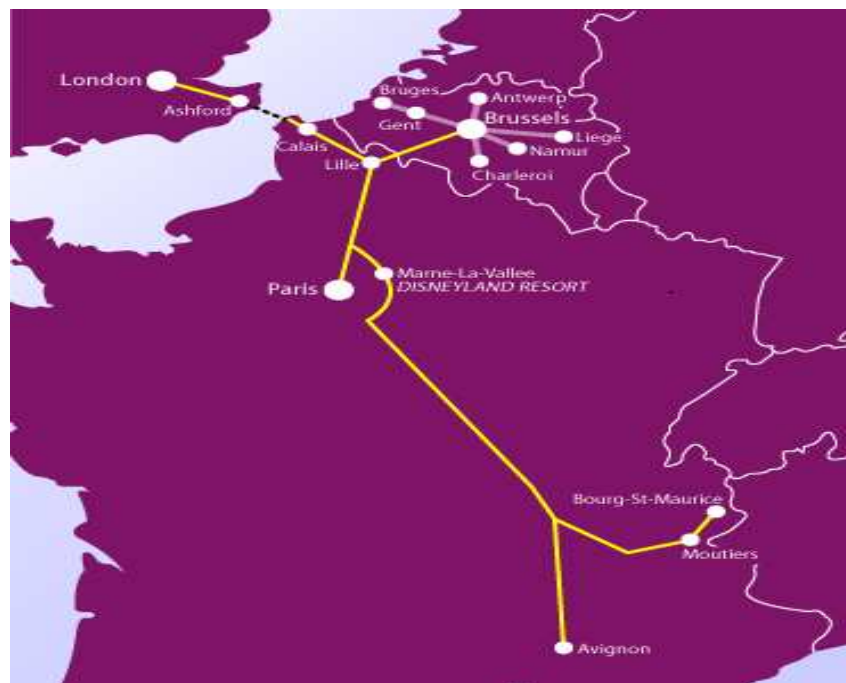 London
Ashford
Bruges
Antwerp
Gent
Brussels
Calais
Liege
Namur
Lille
Charleroi
Paris
Marne-La-Vallee
DISNEYLAND RESORT
Bourg-St-Maurice
Moutiers
Avignon